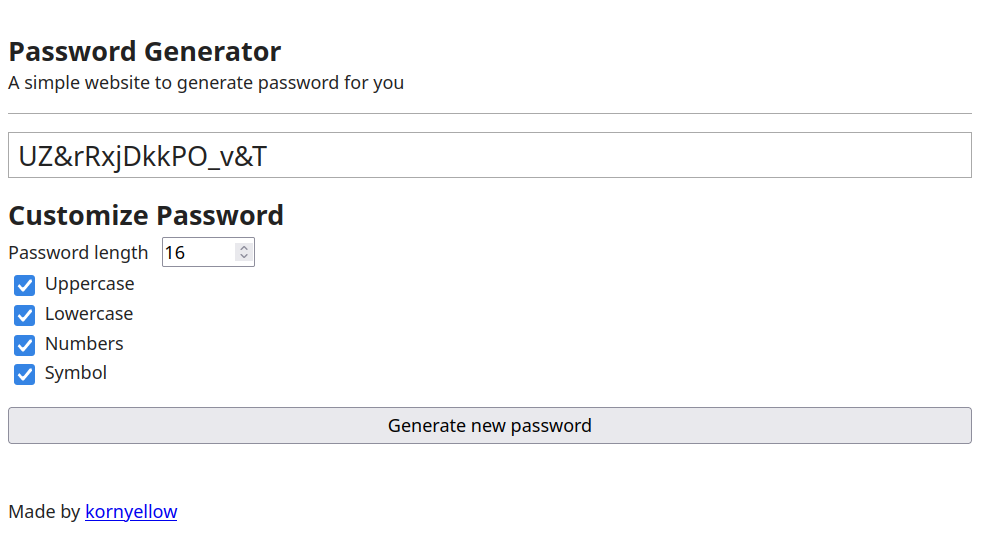 Password Generator
A simple website to generate password for you
UZ&rRxjDkkPO_v&T
Customize Password
Password length 16
Uppercase
Lowercase
Numbers
Symbol
Generate new password
Made by kornyellow